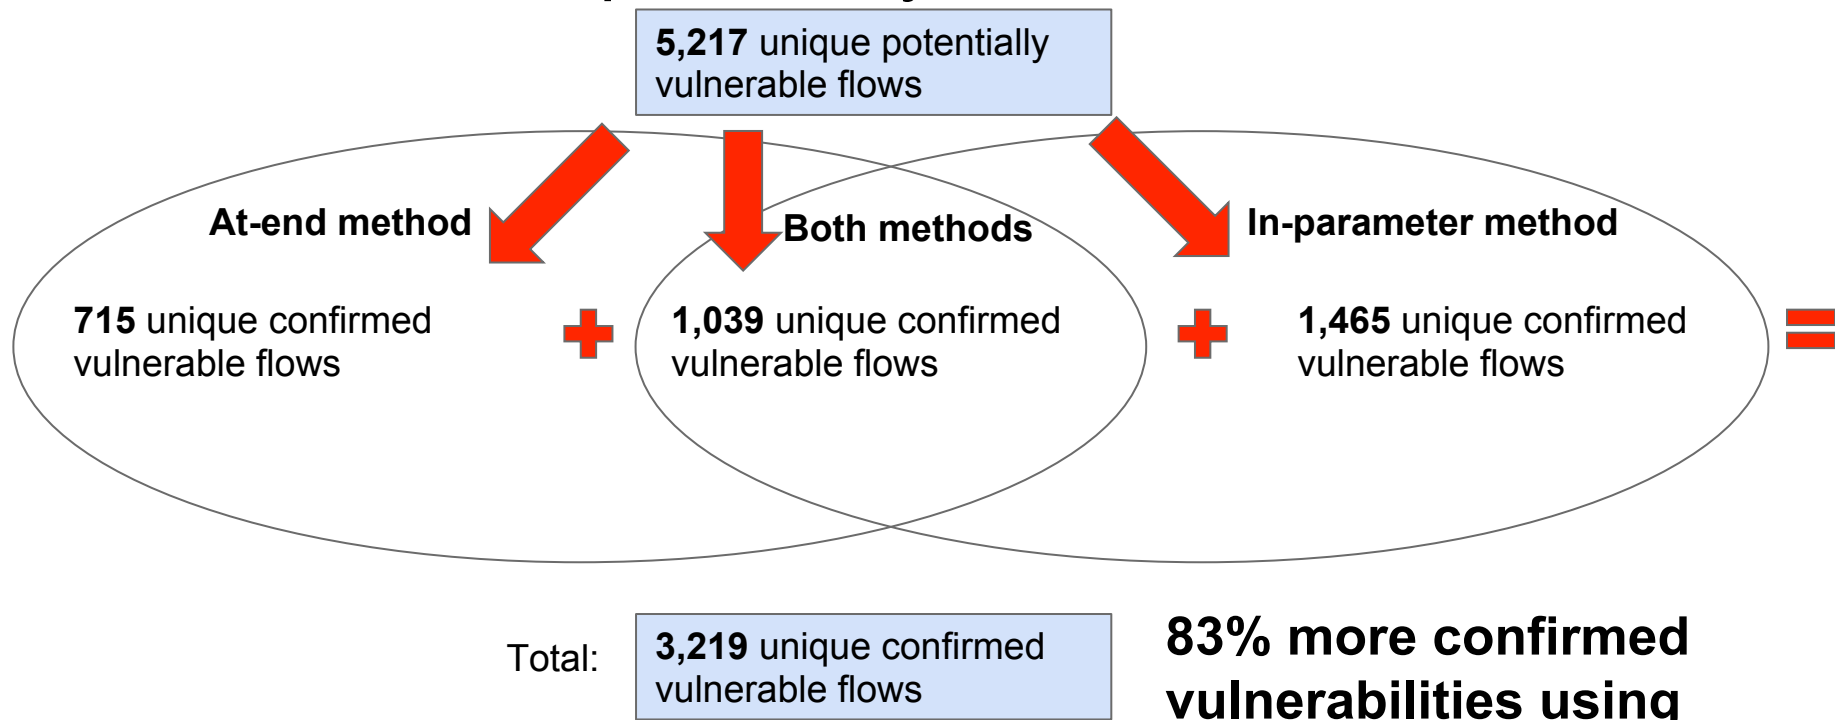 5,217 unique potentially
vulnerable flows
At-end method
Both methods
In-parameter method
715 unique confirmed
vulnerable flows
1,039 unique confirmed
vulnerable flows
1,465 unique confirmed
vulnerable flows
Total:
3,219 unique confirmed
vulnerable flows
83% more confirmed
vulnerabilities using